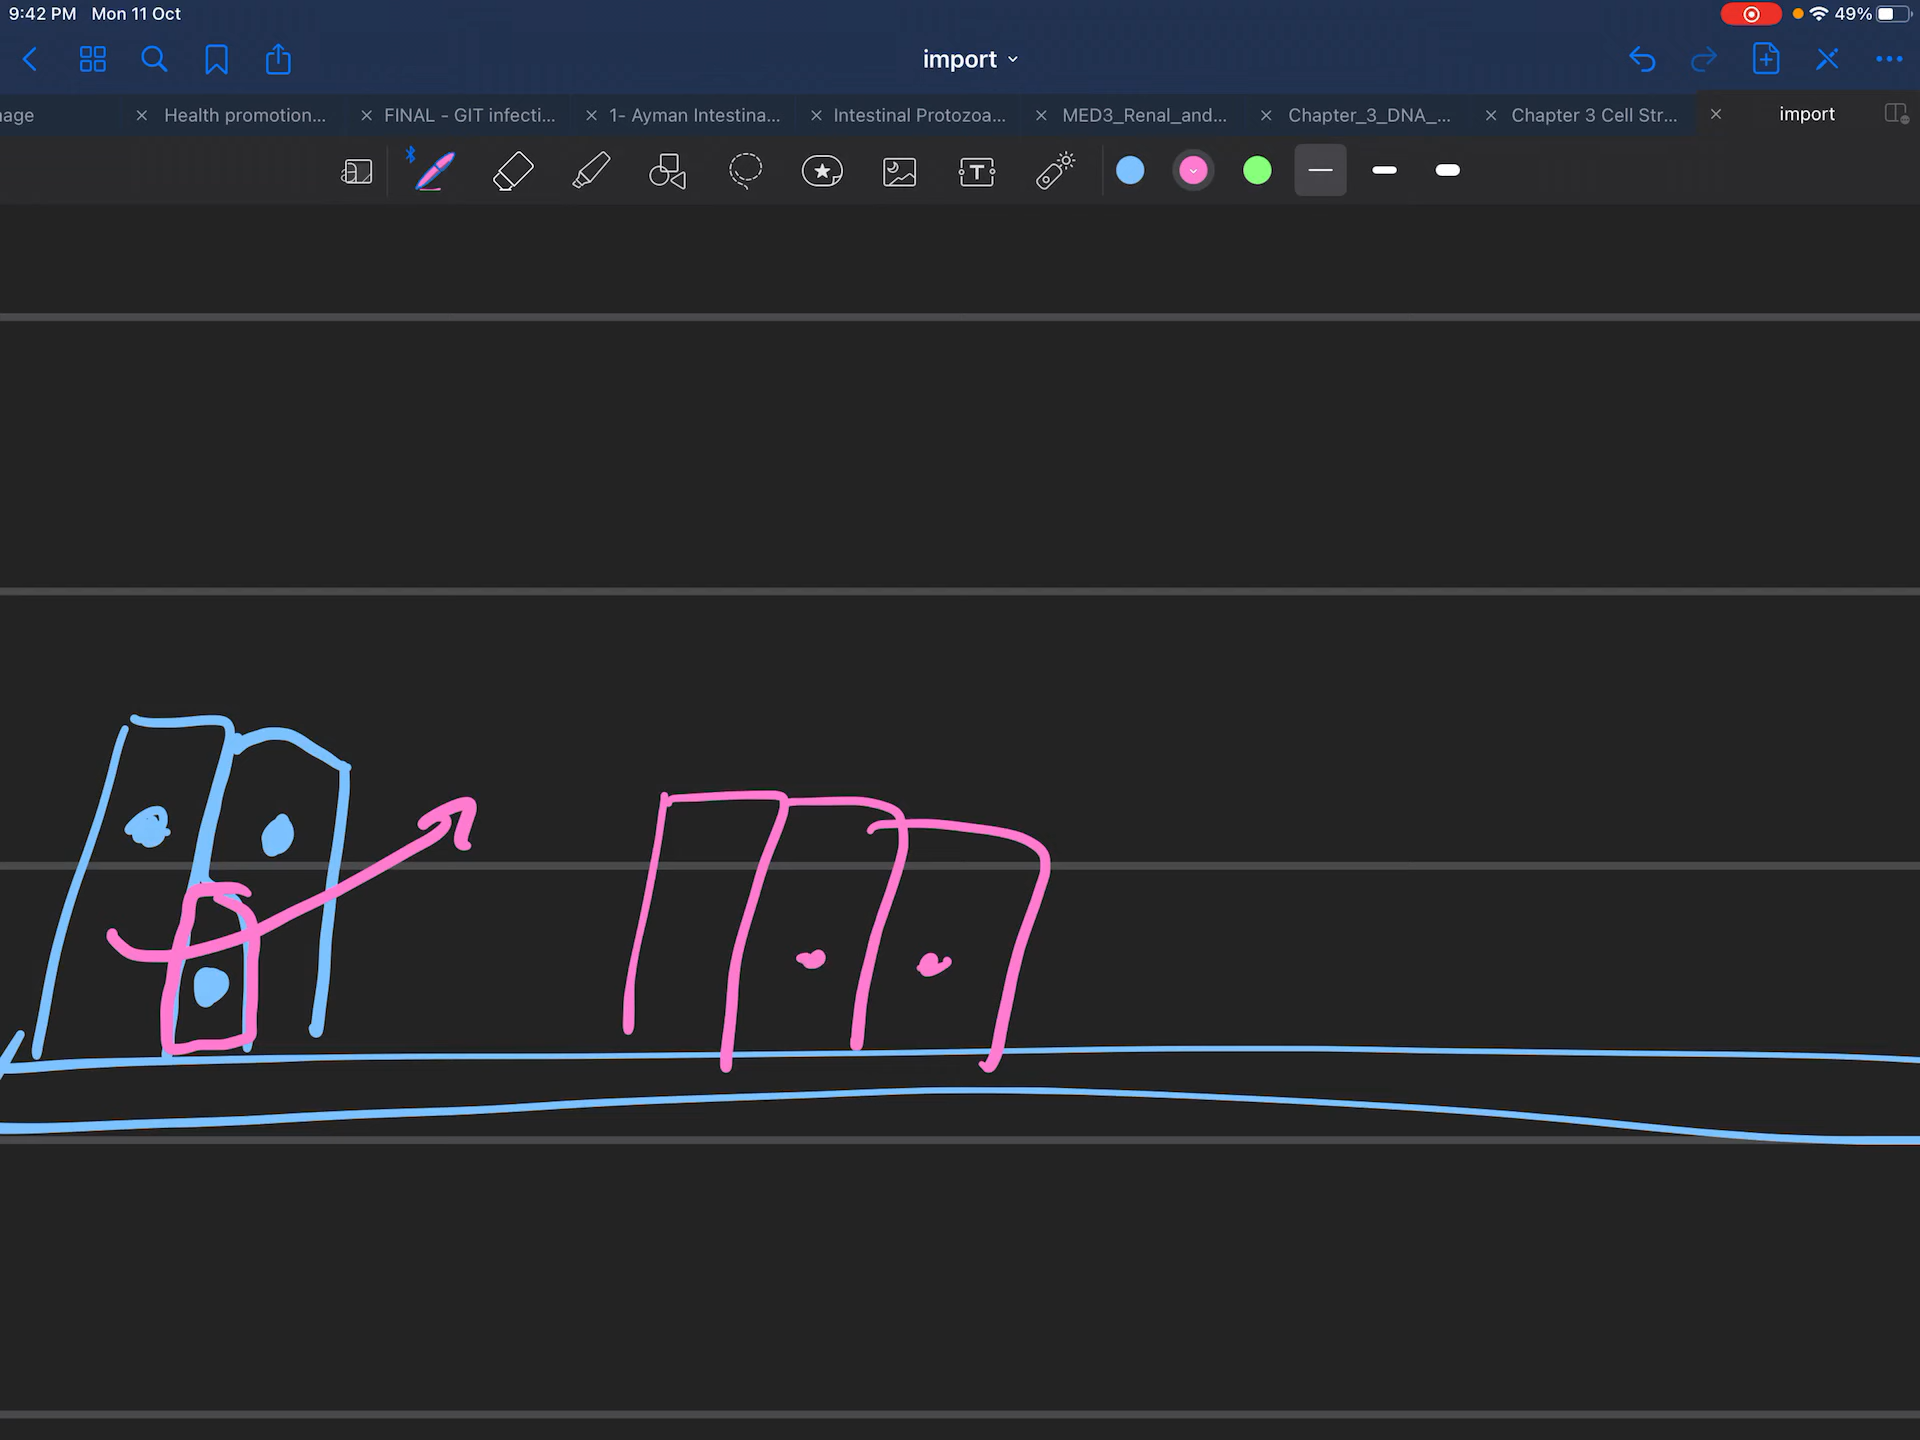 9:42 PM Mon 11 Oct 49%
import
age Health promotion... FINAL - GIT infecti... 1- Ayman Intestina... Intestinal Protozoa... MED3_Renal_and... Chapter_3_DNA_... Chapter 3 Cell Str... import